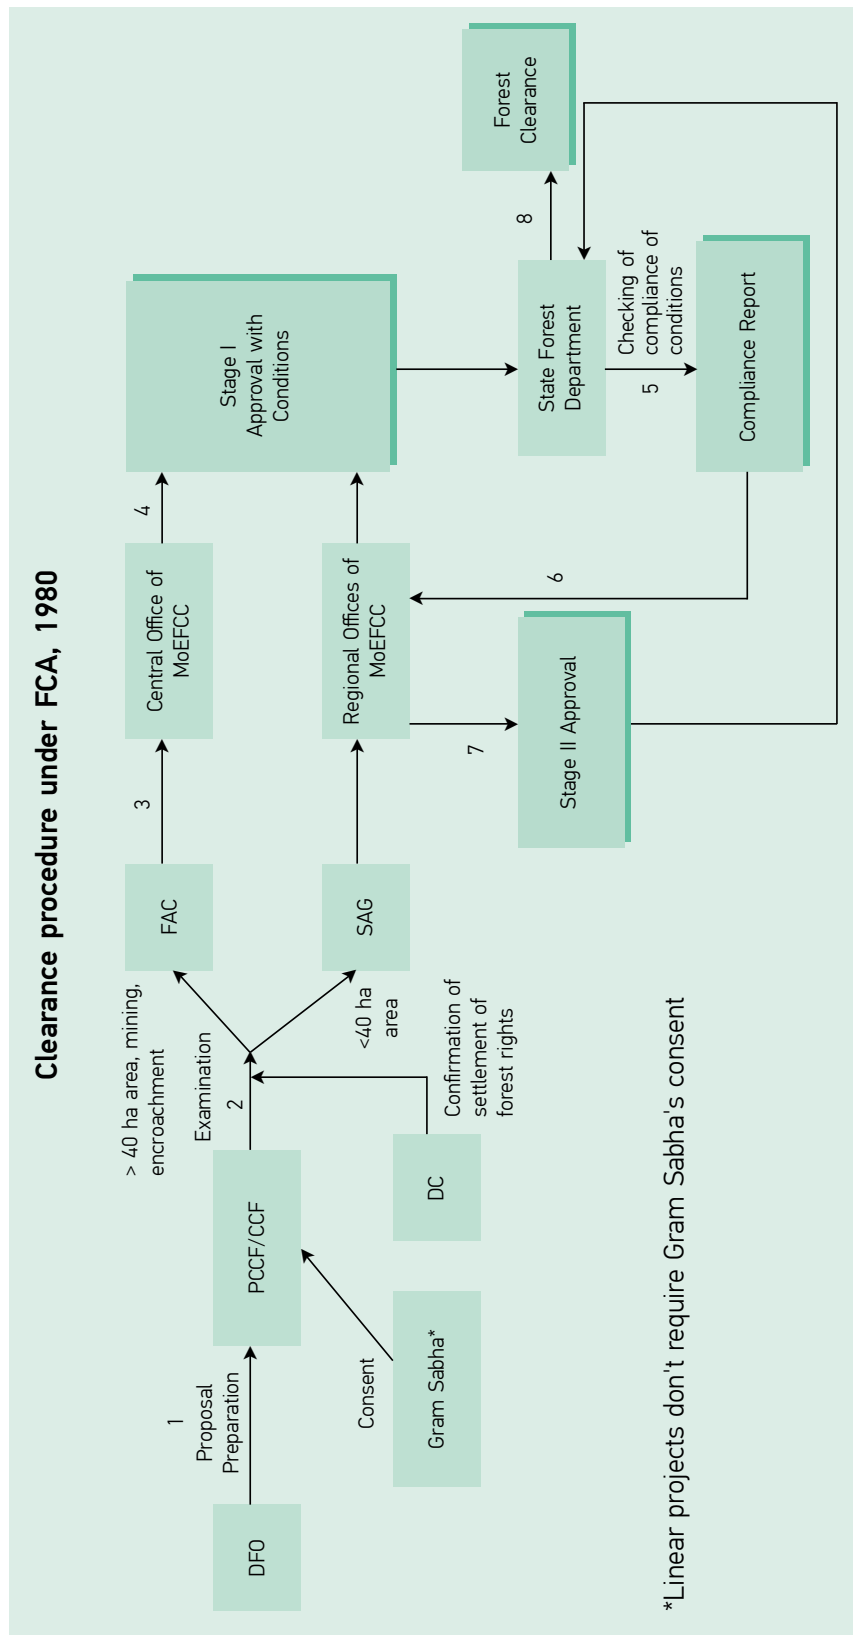 Clearance procedure under FCA, 1980
DFO
1
Proposal
Preparation
PCCF/CCF
Gram Sabha*
Consent
DC
Confirmation of
settlement of
forest rights
Examination
2
> 40 ha area, mining,
encroachment
<40 ha
area
FAC
SAG
3
Central Office of
MoEFCC
Regional Offices of
MoEFCC
4
Stage I
Approval with
Conditions
State Forest
Department
5
Checking of
compliance of
conditions
Compliance Report
6
7
Stage II Approval
8
Forest
Clearance
*Linear projects don't require Gram Sabha's consent